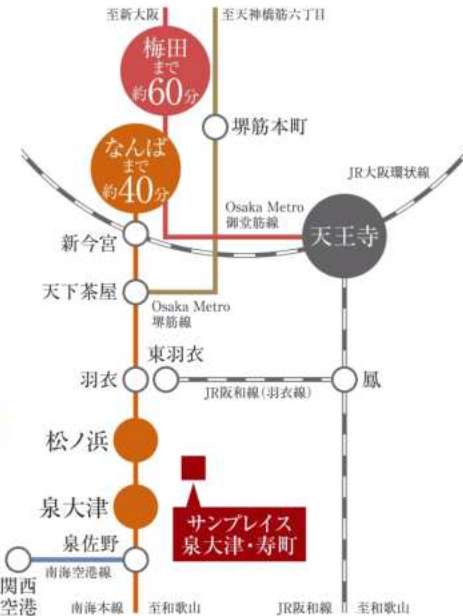 至新大阪
至天神橋筋六丁目
梅田
まで
約60分
堺筋本町
なんば
まで
約40分
JR大阪環状線
Osaka Metro
御堂筋線
天王寺
新今宮
天下茶屋
Osaka Metro
堺筋線
東羽衣
羽衣
鳳
JR阪和線(羽衣線)
松ノ浜
泉大津
サンプレイス
泉大津・寿町
泉佐野
南海空港線
関西
空港
南海本線
至和歌山
JR阪和線
至和歌山